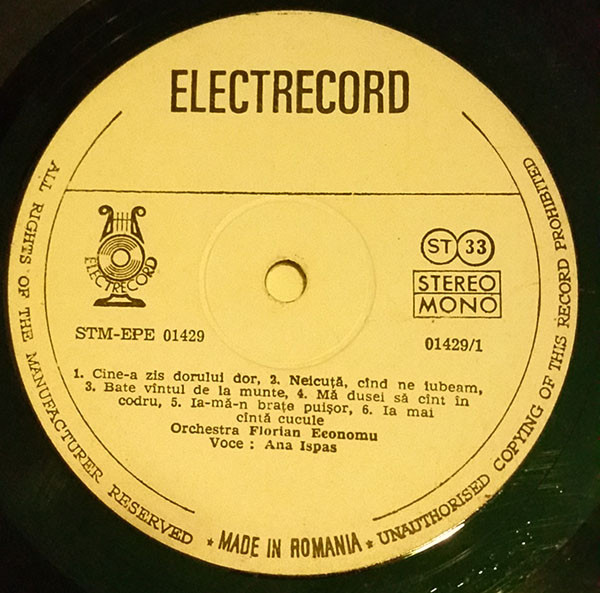 ELECTRECORD
ELECTRECORD
ST 33
STEREO
MONO
STM-EPE 01429
01429/1
1. Cine-a zis dorului dor, 2. Neicuţă, cînd ne iubeam,
3. Bate vîntul de la munte, 4. Mă dusei să cînt în
codru, 5. Ia-mă-n braţe puişor, 6. Ia mai
cîntă cucule
Orchestra Florian Economu
Voce : Ana Ispas
ALL RIGHTS OF THE MANUFACTURER RESERVED
★ MADE IN ROMANIA ★
UNAUTHORISED COPYING OF THIS RECORD PROHIBITED